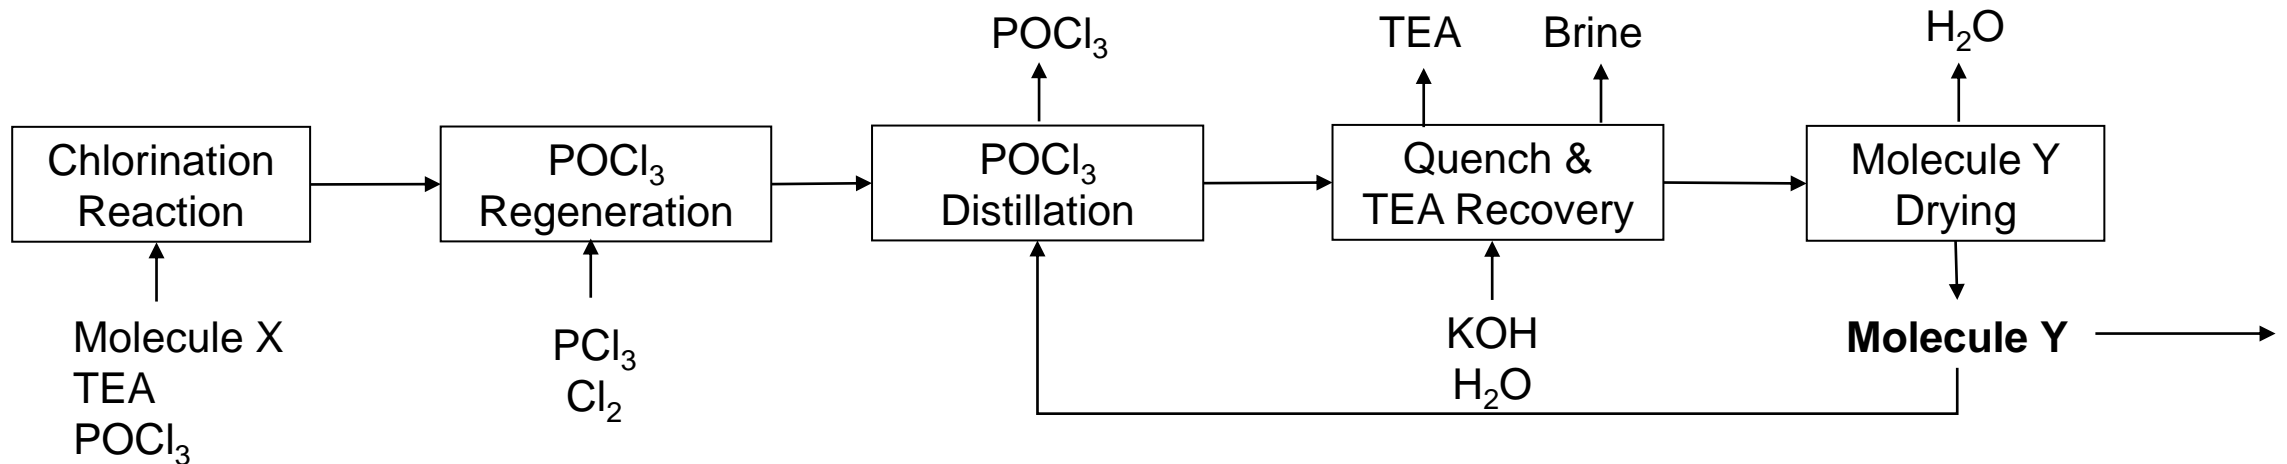 POCl₃
TEA
Brine
H₂O
Chlorination
Reaction
POCl₃
Regeneration
POCl₃
Distillation
Quench &
TEA Recovery
Molecule Y
Drying
Molecule X
TEA
POCl₃
PCl₃
Cl₂
KOH
H₂O
Molecule Y